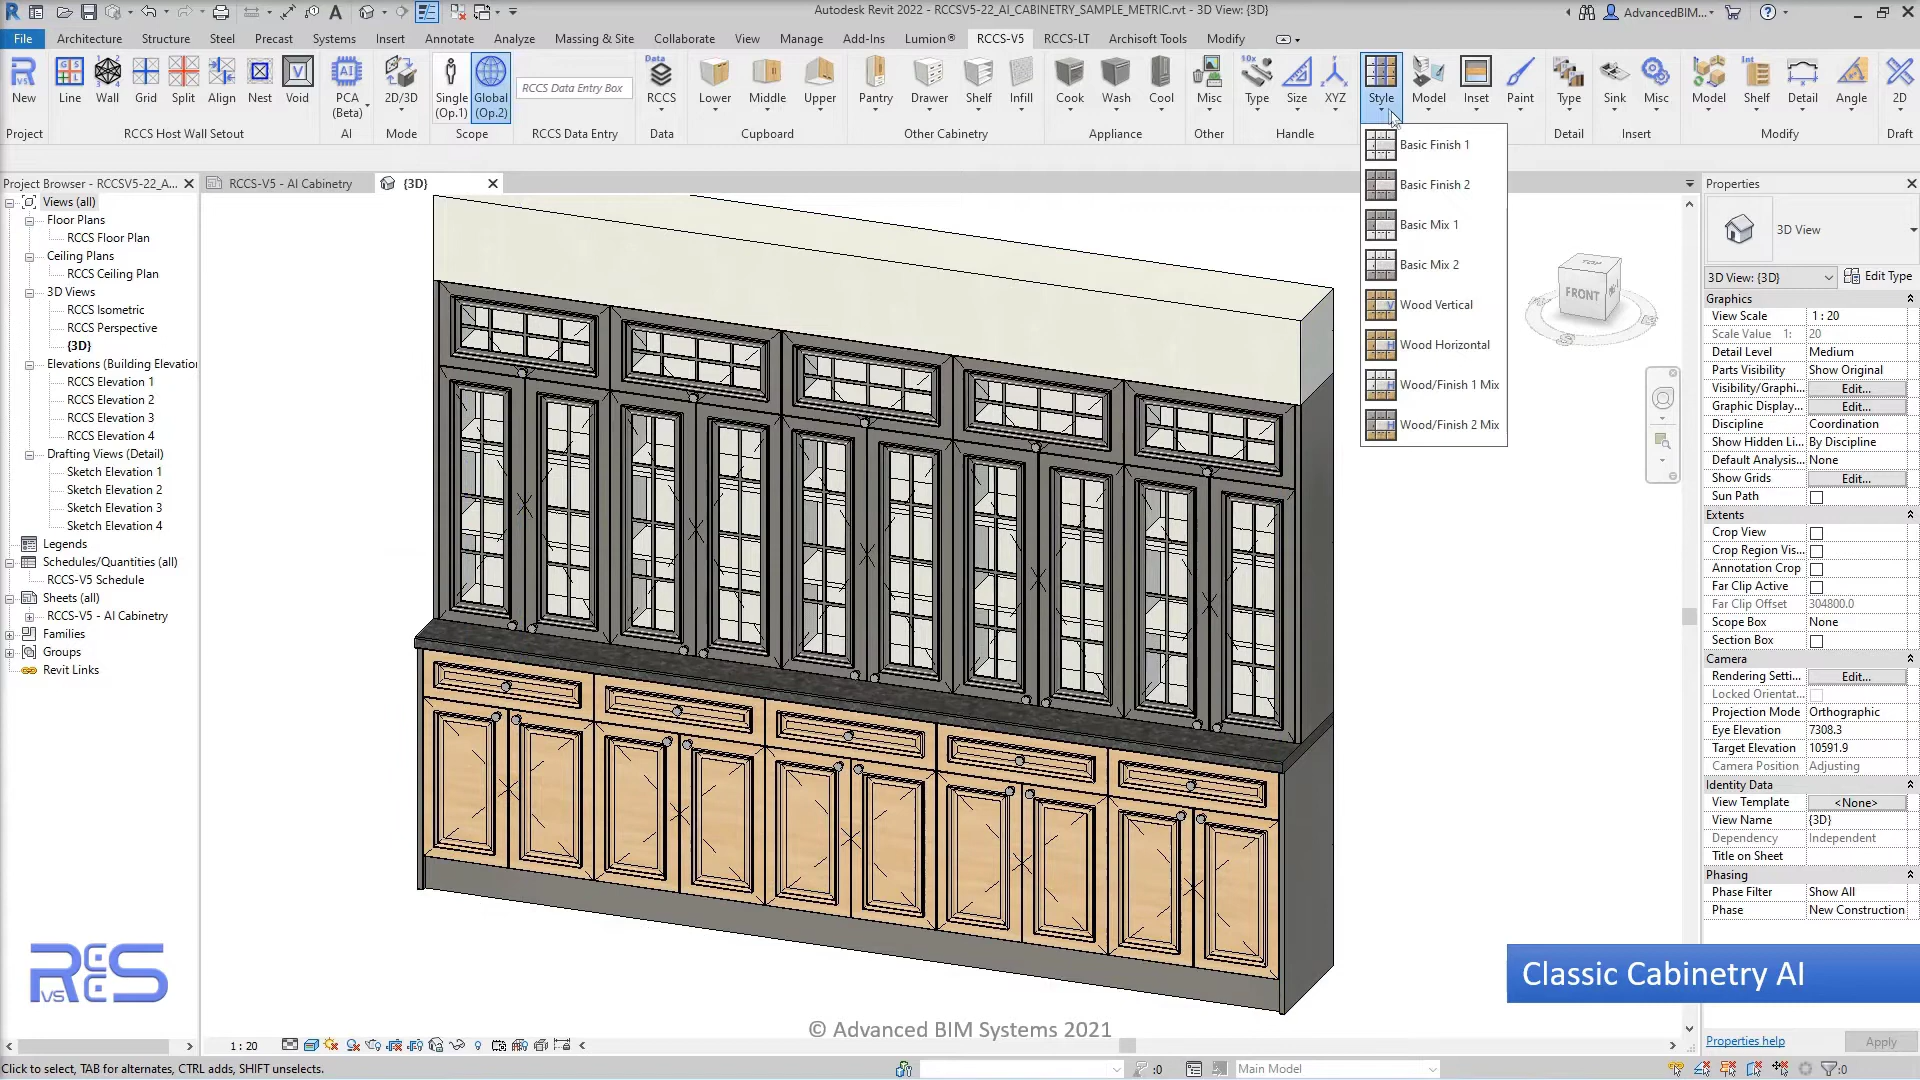 Autodesk Revit 2022 - RCCSV5-22_AI_CABINETRY_SAMPLE_METRIC.rvt - 3D View: {3D}
AdvancedBIM...
File Architecture Structure Steel Precast Systems Insert Annotate Analyze Massing & Site Collaborate View Manage Add-Ins Lumion® RCCS-V5 RCCS-LT Archisoft Tools Modify
New Line Wall Grid Split Align Nest Void PCA (Beta) 2D/3D Single (Op.1) Global (Op.2) RCCS Data Entry Box Data RCCS Lower Middle Upper Pantry Drawer Shelf Infill Cook Wash Cool Misc 10x Type Size XYZ Style Model Inset Paint Type Sink Misc Model Int Shelf Detail Angle 2D
Project RCCS Host Wall Setout AI Mode Scope RCCS Data Entry Data Cupboard Other Cabinetry Appliance Other Handle Detail Insert Modify Draft
Basic Finish 1
Basic Finish 2
Basic Mix 1
Basic Mix 2
Wood Vertical
Wood Horizontal
Wood/Finish 1 Mix
Wood/Finish 2 Mix
Project Browser - RCCSV5-22_A...
RCCS-V5 - AI Cabinetry
{3D}
Views (all)
Floor Plans
RCCS Floor Plan
Ceiling Plans
RCCS Ceiling Plan
3D Views
RCCS Isometric
RCCS Perspective
{3D}
Elevations (Building Elevation
RCCS Elevation 1
RCCS Elevation 2
RCCS Elevation 3
RCCS Elevation 4
Drafting Views (Detail)
Sketch Elevation 1
Sketch Elevation 2
Sketch Elevation 3
Sketch Elevation 4
Legends
Schedules/Quantities (all)
RCCS-V5 Schedule
Sheets (all)
RCCS-V5 - AI Cabinetry
Families
Groups
Revit Links
TOP
FRONT
Properties
3D View
3D View: {3D} Edit Type
Graphics
View Scale 1 : 20
Scale Value 1: 20
Detail Level Medium
Parts Visibility Show Original
Visibility/Graphi... Edit...
Graphic Display... Edit...
Discipline Coordination
Show Hidden Li... By Discipline
Default Analysis... None
Show Grids Edit...
Sun Path
Extents
Crop View
Crop Region Vis...
Annotation Crop
Far Clip Active
Far Clip Offset 304800.0
Scope Box None
Section Box
Camera
Rendering Setti... Edit...
Locked Orientat...
Projection Mode Orthographic
Eye Elevation 7308.3
Target Elevation 10591.9
Camera Position Adjusting
Identity Data
View Template <None>
View Name {3D}
Dependency Independent
Title on Sheet
Phasing
Phase Filter Show All
Phase New Construction
Properties help Apply
RCCS V5
Classic Cabinetry AI
© Advanced BIM Systems 2021
1 : 20
Click to select, TAB for alternates, CTRL adds, SHIFT unselects.
:0
Main Model
:0